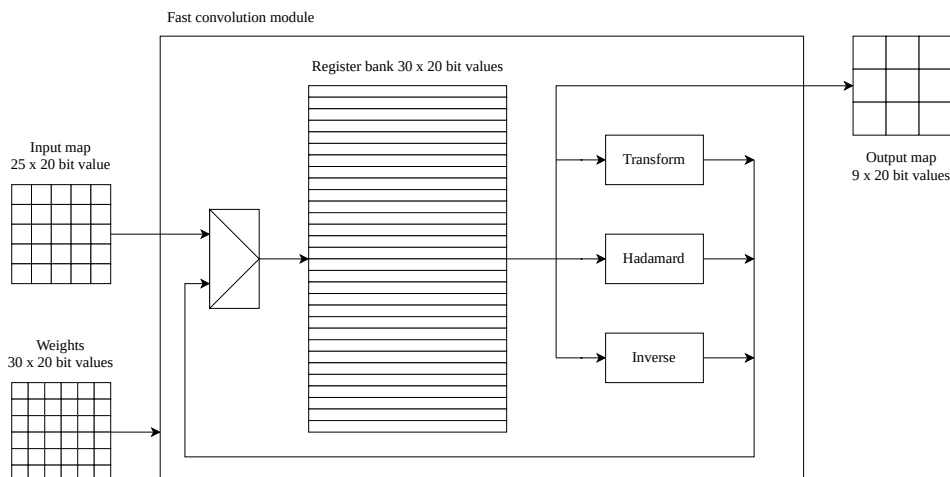 Fast convolution module
Register bank 30 x 20 bit values
Input map
25 x 20 bit value
Transform
Output map
9 x 20 bit values
Hadamard
Weights
30 x 20 bit values
Inverse